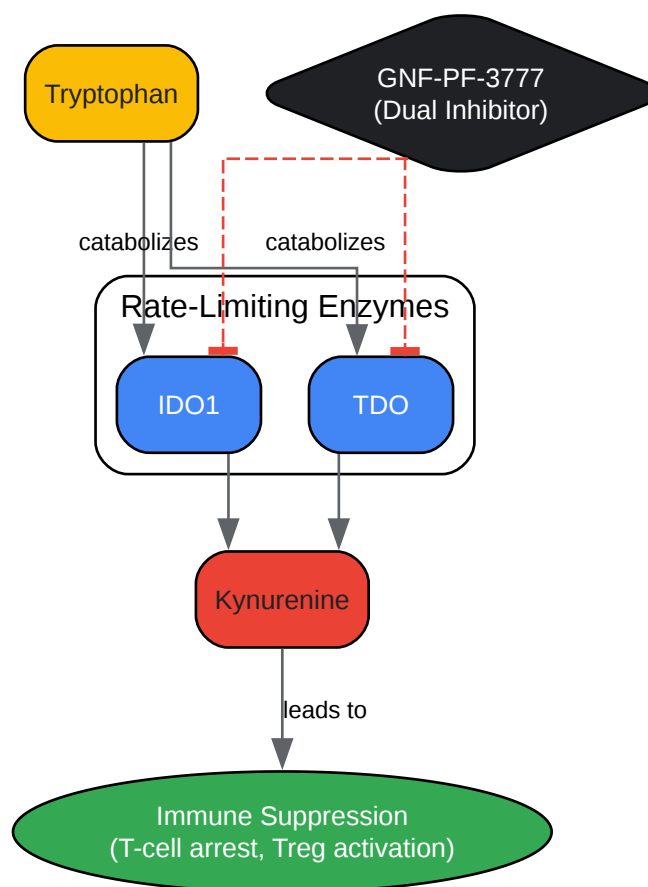 Tryptophan
GNF-PF-3777
(Dual Inhibitor)
catabolizes
catabolizes
Rate-Limiting Enzymes
IDO1
TDO
Kynurenine
leads to
Immune Suppression
(T-cell arrest, Treg activation)